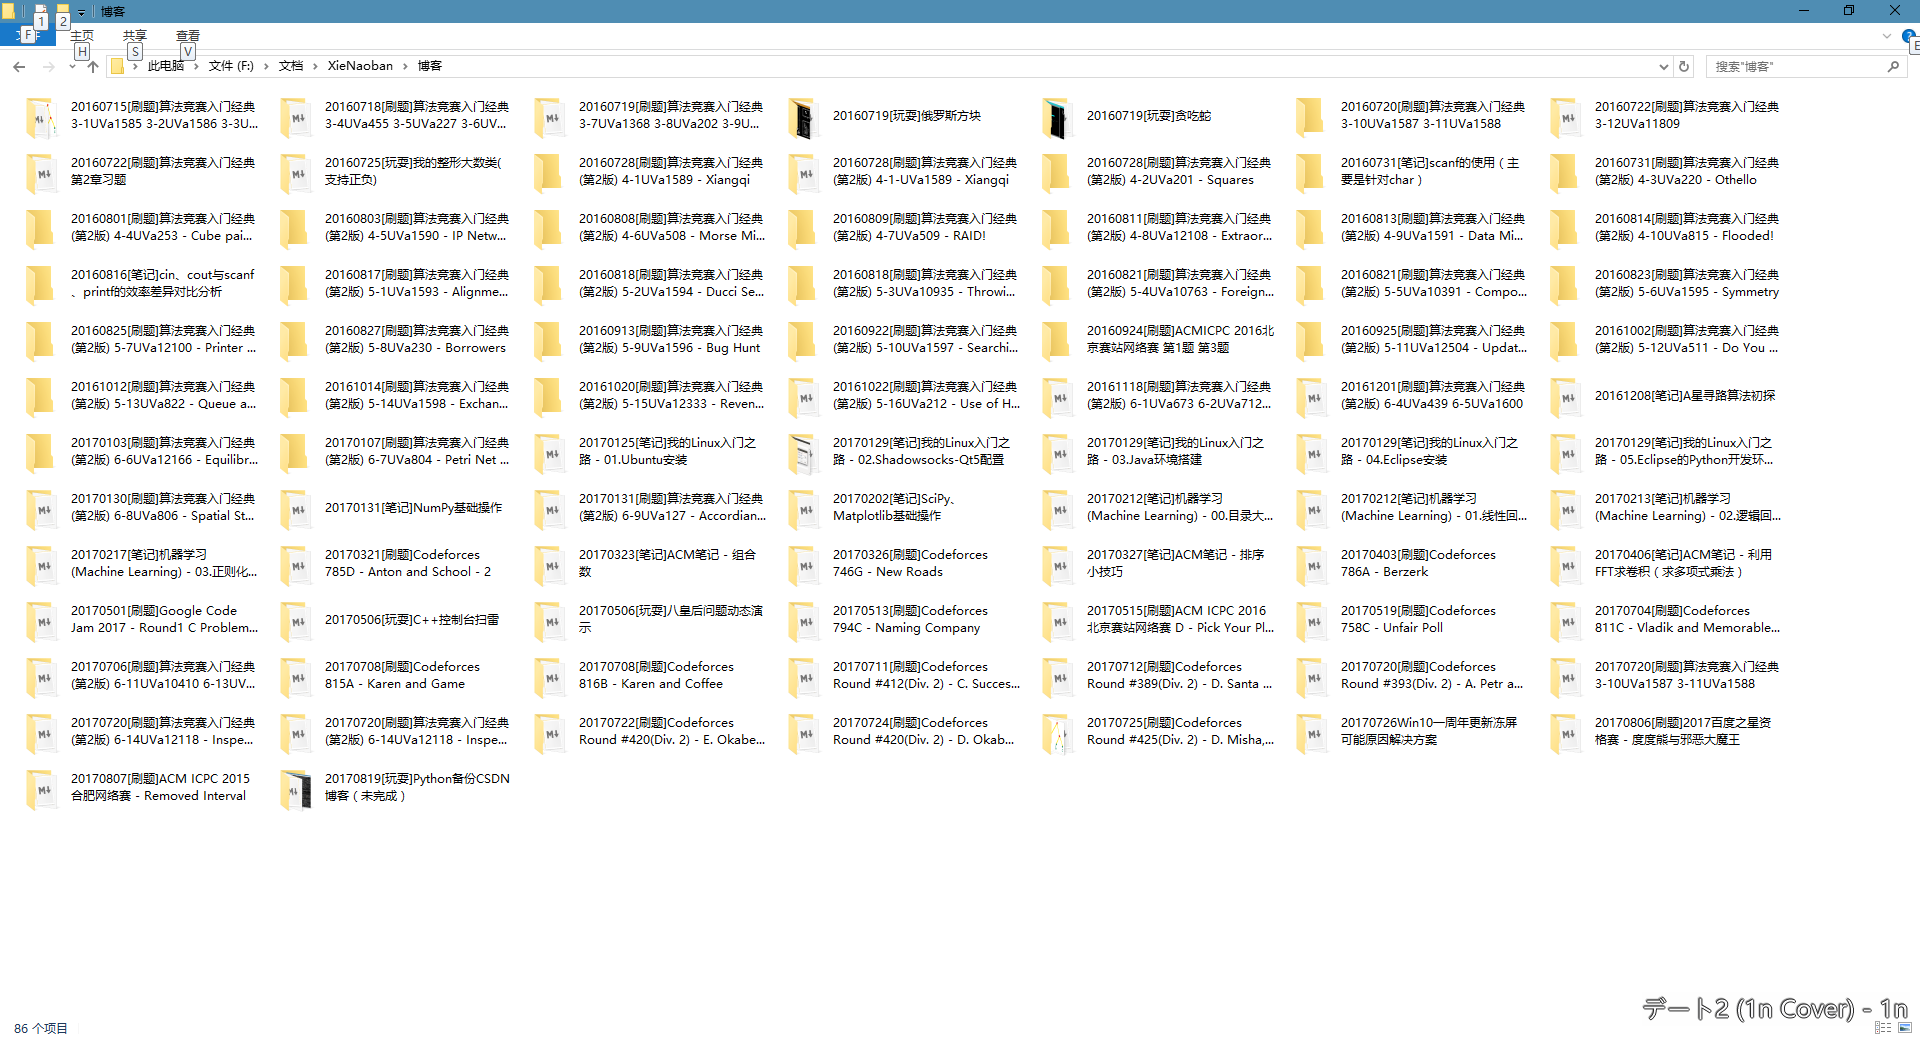 博客
1
2
F
文件
主页
共享
查看
H
S
V
E
此电脑 文件 (F:) 文档 XieNaoban 博客
搜索"博客"
20160715[刷题]算法竞赛入门经典
3-1UVa1585 3-2UVa1586 3-3U...
20160718[刷题]算法竞赛入门经典
3-4UVa455 3-5UVa227 3-6UV...
20160719[刷题]算法竞赛入门经典
3-7UVa1368 3-8UVa202 3-9U...
20160719[玩耍]俄罗斯方块
20160719[玩耍]贪吃蛇
20160720[刷题]算法竞赛入门经典
3-10UVa1587 3-11UVa1588
20160722[刷题]算法竞赛入门经典
3-12UVa11809
20160722[刷题]算法竞赛入门经典
第2章习题
20160725[玩耍]我的整形大数类(
支持正负)
20160728[刷题]算法竞赛入门经典
(第2版) 4-1UVa1589 - Xiangqi
20160728[刷题]算法竞赛入门经典
(第2版) 4-1-UVa1589 - Xiangqi
20160728[刷题]算法竞赛入门经典
(第2版) 4-2UVa201 - Squares
20160731[笔记]scanf的使用（主
要是针对char）
20160731[刷题]算法竞赛入门经典
(第2版) 4-3UVa220 - Othello
20160801[刷题]算法竞赛入门经典
(第2版) 4-4UVa253 - Cube pai...
20160803[刷题]算法竞赛入门经典
(第2版) 4-5UVa1590 - IP Netw...
20160808[刷题]算法竞赛入门经典
(第2版) 4-6UVa508 - Morse Mi...
20160809[刷题]算法竞赛入门经典
(第2版) 4-7UVa509 - RAID!
20160811[刷题]算法竞赛入门经典
(第2版) 4-8UVa12108 - Extraor...
20160813[刷题]算法竞赛入门经典
(第2版) 4-9UVa1591 - Data Mi...
20160814[刷题]算法竞赛入门经典
(第2版) 4-10UVa815 - Flooded!
20160816[笔记]cin、cout与scanf
、printf的效率差异对比分析
20160817[刷题]算法竞赛入门经典
(第2版) 5-1UVa1593 - Alignme...
20160818[刷题]算法竞赛入门经典
(第2版) 5-2UVa1594 - Ducci Se...
20160818[刷题]算法竞赛入门经典
(第2版) 5-3UVa10935 - Throwi...
20160821[刷题]算法竞赛入门经典
(第2版) 5-4UVa10763 - Foreign...
20160821[刷题]算法竞赛入门经典
(第2版) 5-5UVa10391 - Compo...
20160823[刷题]算法竞赛入门经典
(第2版) 5-6UVa1595 - Symmetry
20160825[刷题]算法竞赛入门经典
(第2版) 5-7UVa12100 - Printer ...
20160827[刷题]算法竞赛入门经典
(第2版) 5-8UVa230 - Borrowers
20160913[刷题]算法竞赛入门经典
(第2版) 5-9UVa1596 - Bug Hunt
20160922[刷题]算法竞赛入门经典
(第2版) 5-10UVa1597 - Searchi...
20160924[刷题]ACMICPC 2016北
京赛站网络赛 第1题 第3题
20160925[刷题]算法竞赛入门经典
(第2版) 5-11UVa12504 - Updat...
20161002[刷题]算法竞赛入门经典
(第2版) 5-12UVa511 - Do You ...
20161012[刷题]算法竞赛入门经典
(第2版) 5-13UVa822 - Queue a...
20161014[刷题]算法竞赛入门经典
(第2版) 5-14UVa1598 - Exchan...
20161020[刷题]算法竞赛入门经典
(第2版) 5-15UVa12333 - Reven...
20161022[刷题]算法竞赛入门经典
(第2版) 5-16UVa212 - Use of H...
20161118[刷题]算法竞赛入门经典
(第2版) 6-1UVa673 6-2UVa712...
20161201[刷题]算法竞赛入门经典
(第2版) 6-4UVa439 6-5UVa1600
20161208[笔记]A星寻路算法初探
20170103[刷题]算法竞赛入门经典
(第2版) 6-6UVa12166 - Equilibr...
20170107[刷题]算法竞赛入门经典
(第2版) 6-7UVa804 - Petri Net ...
20170125[笔记]我的Linux入门之
路 - 01.Ubuntu安装
20170129[笔记]我的Linux入门之
路 - 02.Shadowsocks-Qt5配置
20170129[笔记]我的Linux入门之
路 - 03.Java环境搭建
20170129[笔记]我的Linux入门之
路 - 04.Eclipse安装
20170129[笔记]我的Linux入门之
路 - 05.Eclipse的Python开发环...
20170130[刷题]算法竞赛入门经典
(第2版) 6-8UVa806 - Spatial St...
20170131[笔记]NumPy基础操作
20170131[刷题]算法竞赛入门经典
(第2版) 6-9UVa127 - Accordian...
20170202[笔记]SciPy、
Matplotlib基础操作
20170212[笔记]机器学习
(Machine Learning) - 00.目录大...
20170212[笔记]机器学习
(Machine Learning) - 01.线性回...
20170213[笔记]机器学习
(Machine Learning) - 02.逻辑回...
20170217[笔记]机器学习
(Machine Learning) - 03.正则化...
20170321[刷题]Codeforces
785D - Anton and School - 2
20170323[笔记]ACM笔记 - 组合
数
20170326[刷题]Codeforces
746G - New Roads
20170327[笔记]ACM笔记 - 排序
小技巧
20170403[刷题]Codeforces
786A - Berzerk
20170406[笔记]ACM笔记 - 利用
FFT求卷积（求多项式乘法）
20170501[刷题]Google Code
Jam 2017 - Round1 C Problem...
20170506[玩耍]C++控制台扫雷
20170506[玩耍]八皇后问题动态演
示
20170513[刷题]Codeforces
794C - Naming Company
20170515[刷题]ACM ICPC 2016
北京赛站网络赛 D - Pick Your Pl...
20170519[刷题]Codeforces
758C - Unfair Poll
20170704[刷题]Codeforces
811C - Vladik and Memorable...
20170706[刷题]算法竞赛入门经典
(第2版) 6-11UVa10410 6-13UV...
20170708[刷题]Codeforces
815A - Karen and Game
20170708[刷题]Codeforces
816B - Karen and Coffee
20170711[刷题]Codeforces
Round #412(Div. 2) - C. Succes...
20170712[刷题]Codeforces
Round #389(Div. 2) - D. Santa ...
20170720[刷题]Codeforces
Round #393(Div. 2) - A. Petr a...
20170720[刷题]算法竞赛入门经典
3-10UVa1587 3-11UVa1588
20170720[刷题]算法竞赛入门经典
(第2版) 6-14UVa12118 - Inspe...
20170720[刷题]算法竞赛入门经典
(第2版) 6-14UVa12118 - Inspe...
20170722[刷题]Codeforces
Round #420(Div. 2) - E. Okabe...
20170724[刷题]Codeforces
Round #420(Div. 2) - D. Okab...
20170725[刷题]Codeforces
Round #425(Div. 2) - D. Misha,...
20170726Win10一周年更新冻屏
可能原因解决方案
20170806[刷题]2017百度之星资
格赛 - 度度熊与邪恶大魔王
20170807[刷题]ACM ICPC 2015
合肥网络赛 - Removed Interval
20170819[玩耍]Python备份CSDN
博客（未完成）
デート2 (1n Cover) - 1n
86 个项目